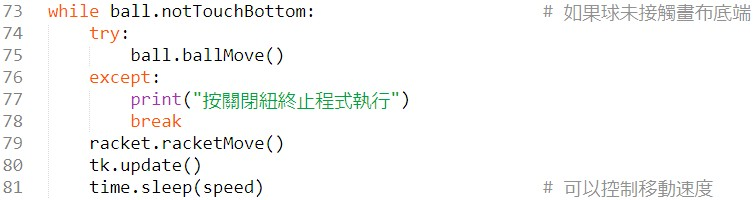 73 while ball.notTouchBottom: # 如果球未接觸畫布底端
74     try:
75         ball.ballMove()
76     except:
77         print("按關閉鈕終止程式執行")
78         break
79     racket.racketMove()
80     tk.update()
81     time.sleep(speed) # 可以控制移動速度